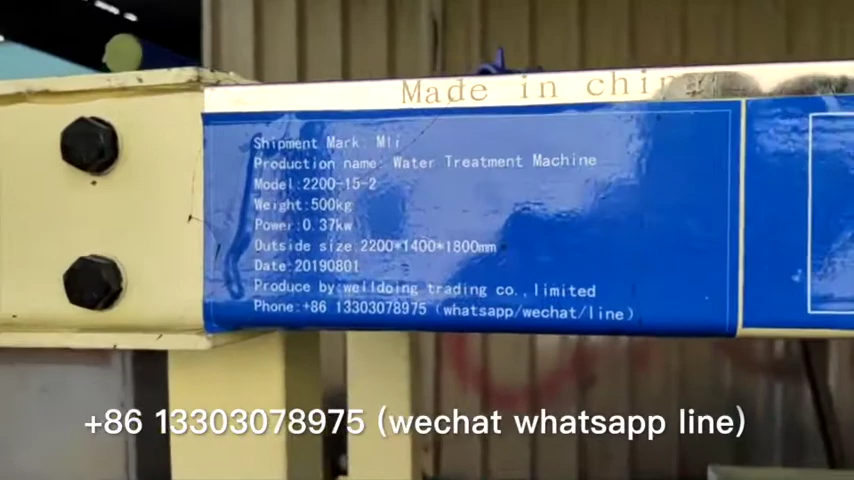 Made in china
Shipment Mark: Mli
Production name: Water Treatment Machine
Model:2200-15-2
Weight:500kg
Power:0.37kw
Outside size:2200*1400*1800mm
Date:20190801
Produce by:welldoing trading co.,limited
Phone:+86 13303078975（whatsapp/wechat/line）
+86 13303078975 (wechat whatsapp line)